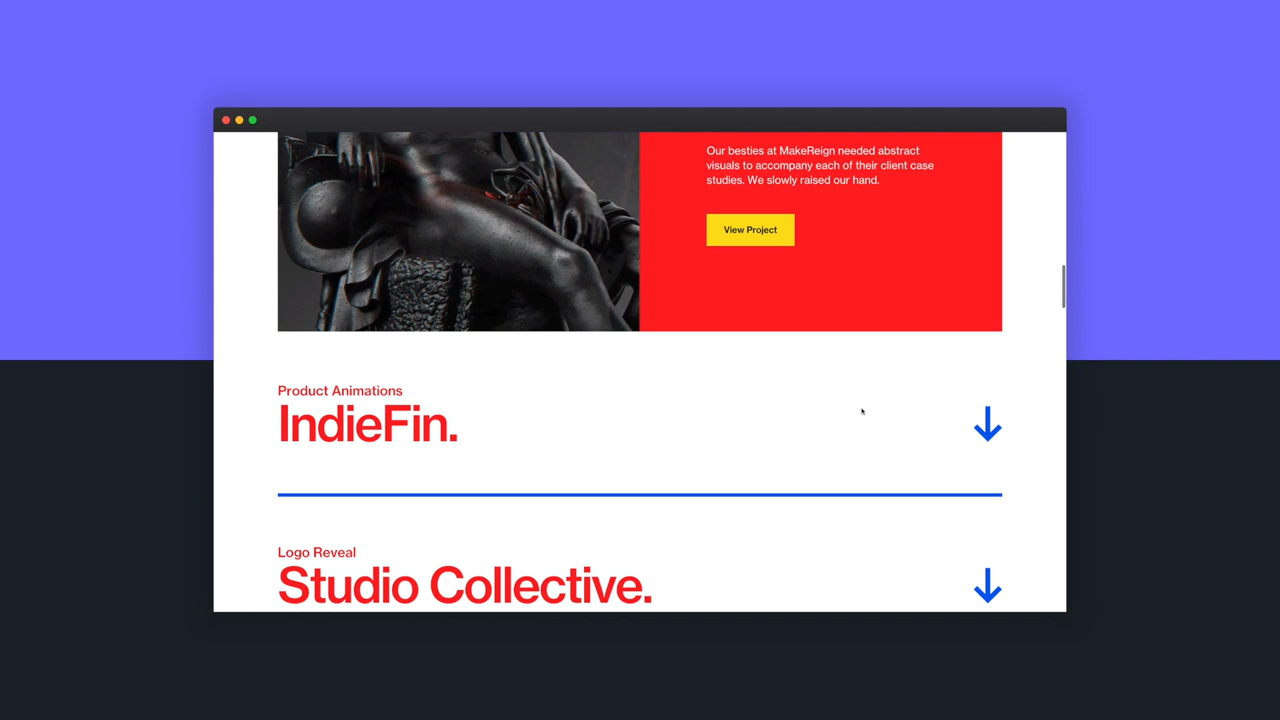 Our besties at MakeReign needed abstract
visuals to accompany each of their client case
studies. We slowly raised our hand.
View Project
Product Animations
IndieFin.
Logo Reveal
Studio Collective.